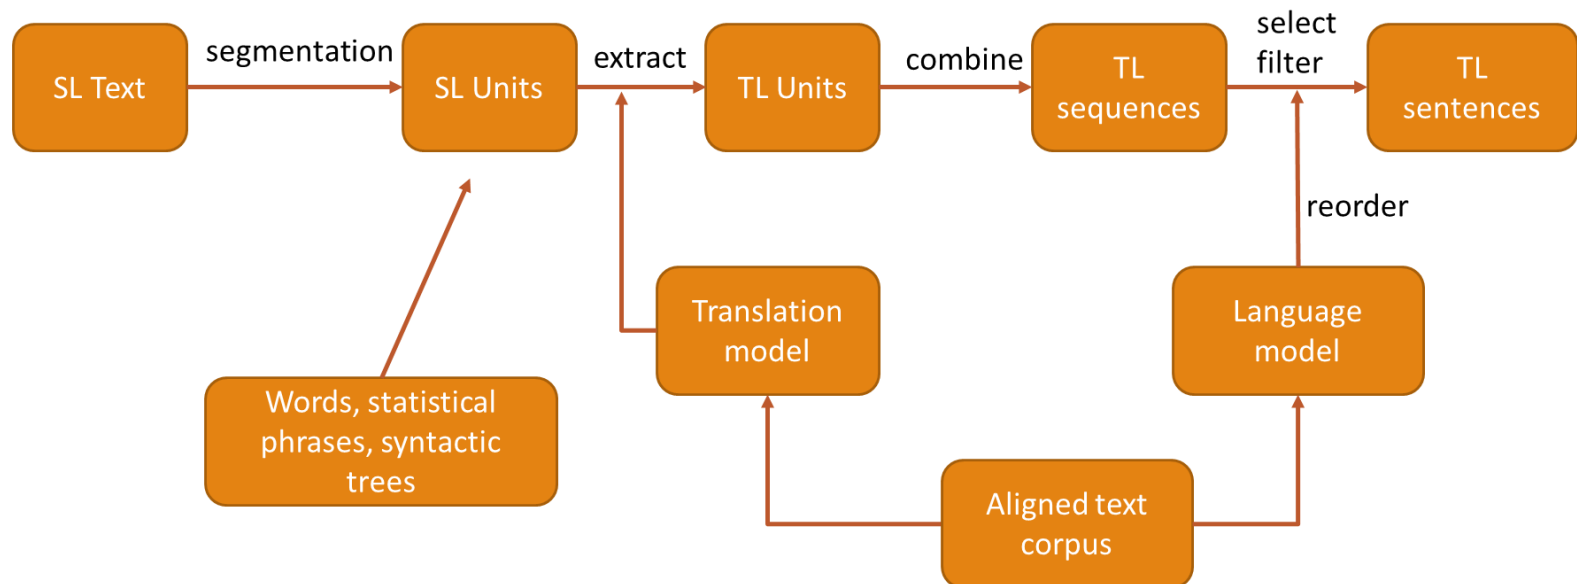 SL Text
segmentation
SL Units
extract
TL Units
combine
TL
sequences
select
filter
TL
sentences
reorder
Translation
model
Language
model
Words, statistical
phrases, syntactic
trees
Aligned text
corpus